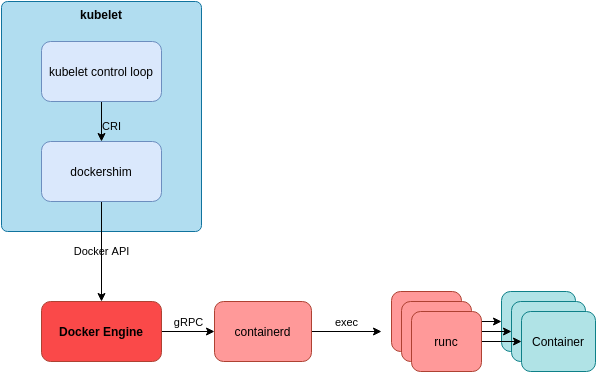 kubelet
kubelet control loop
CRI
dockershim
Docker API
Docker Engine
gRPC
containerd
exec
runc
Container